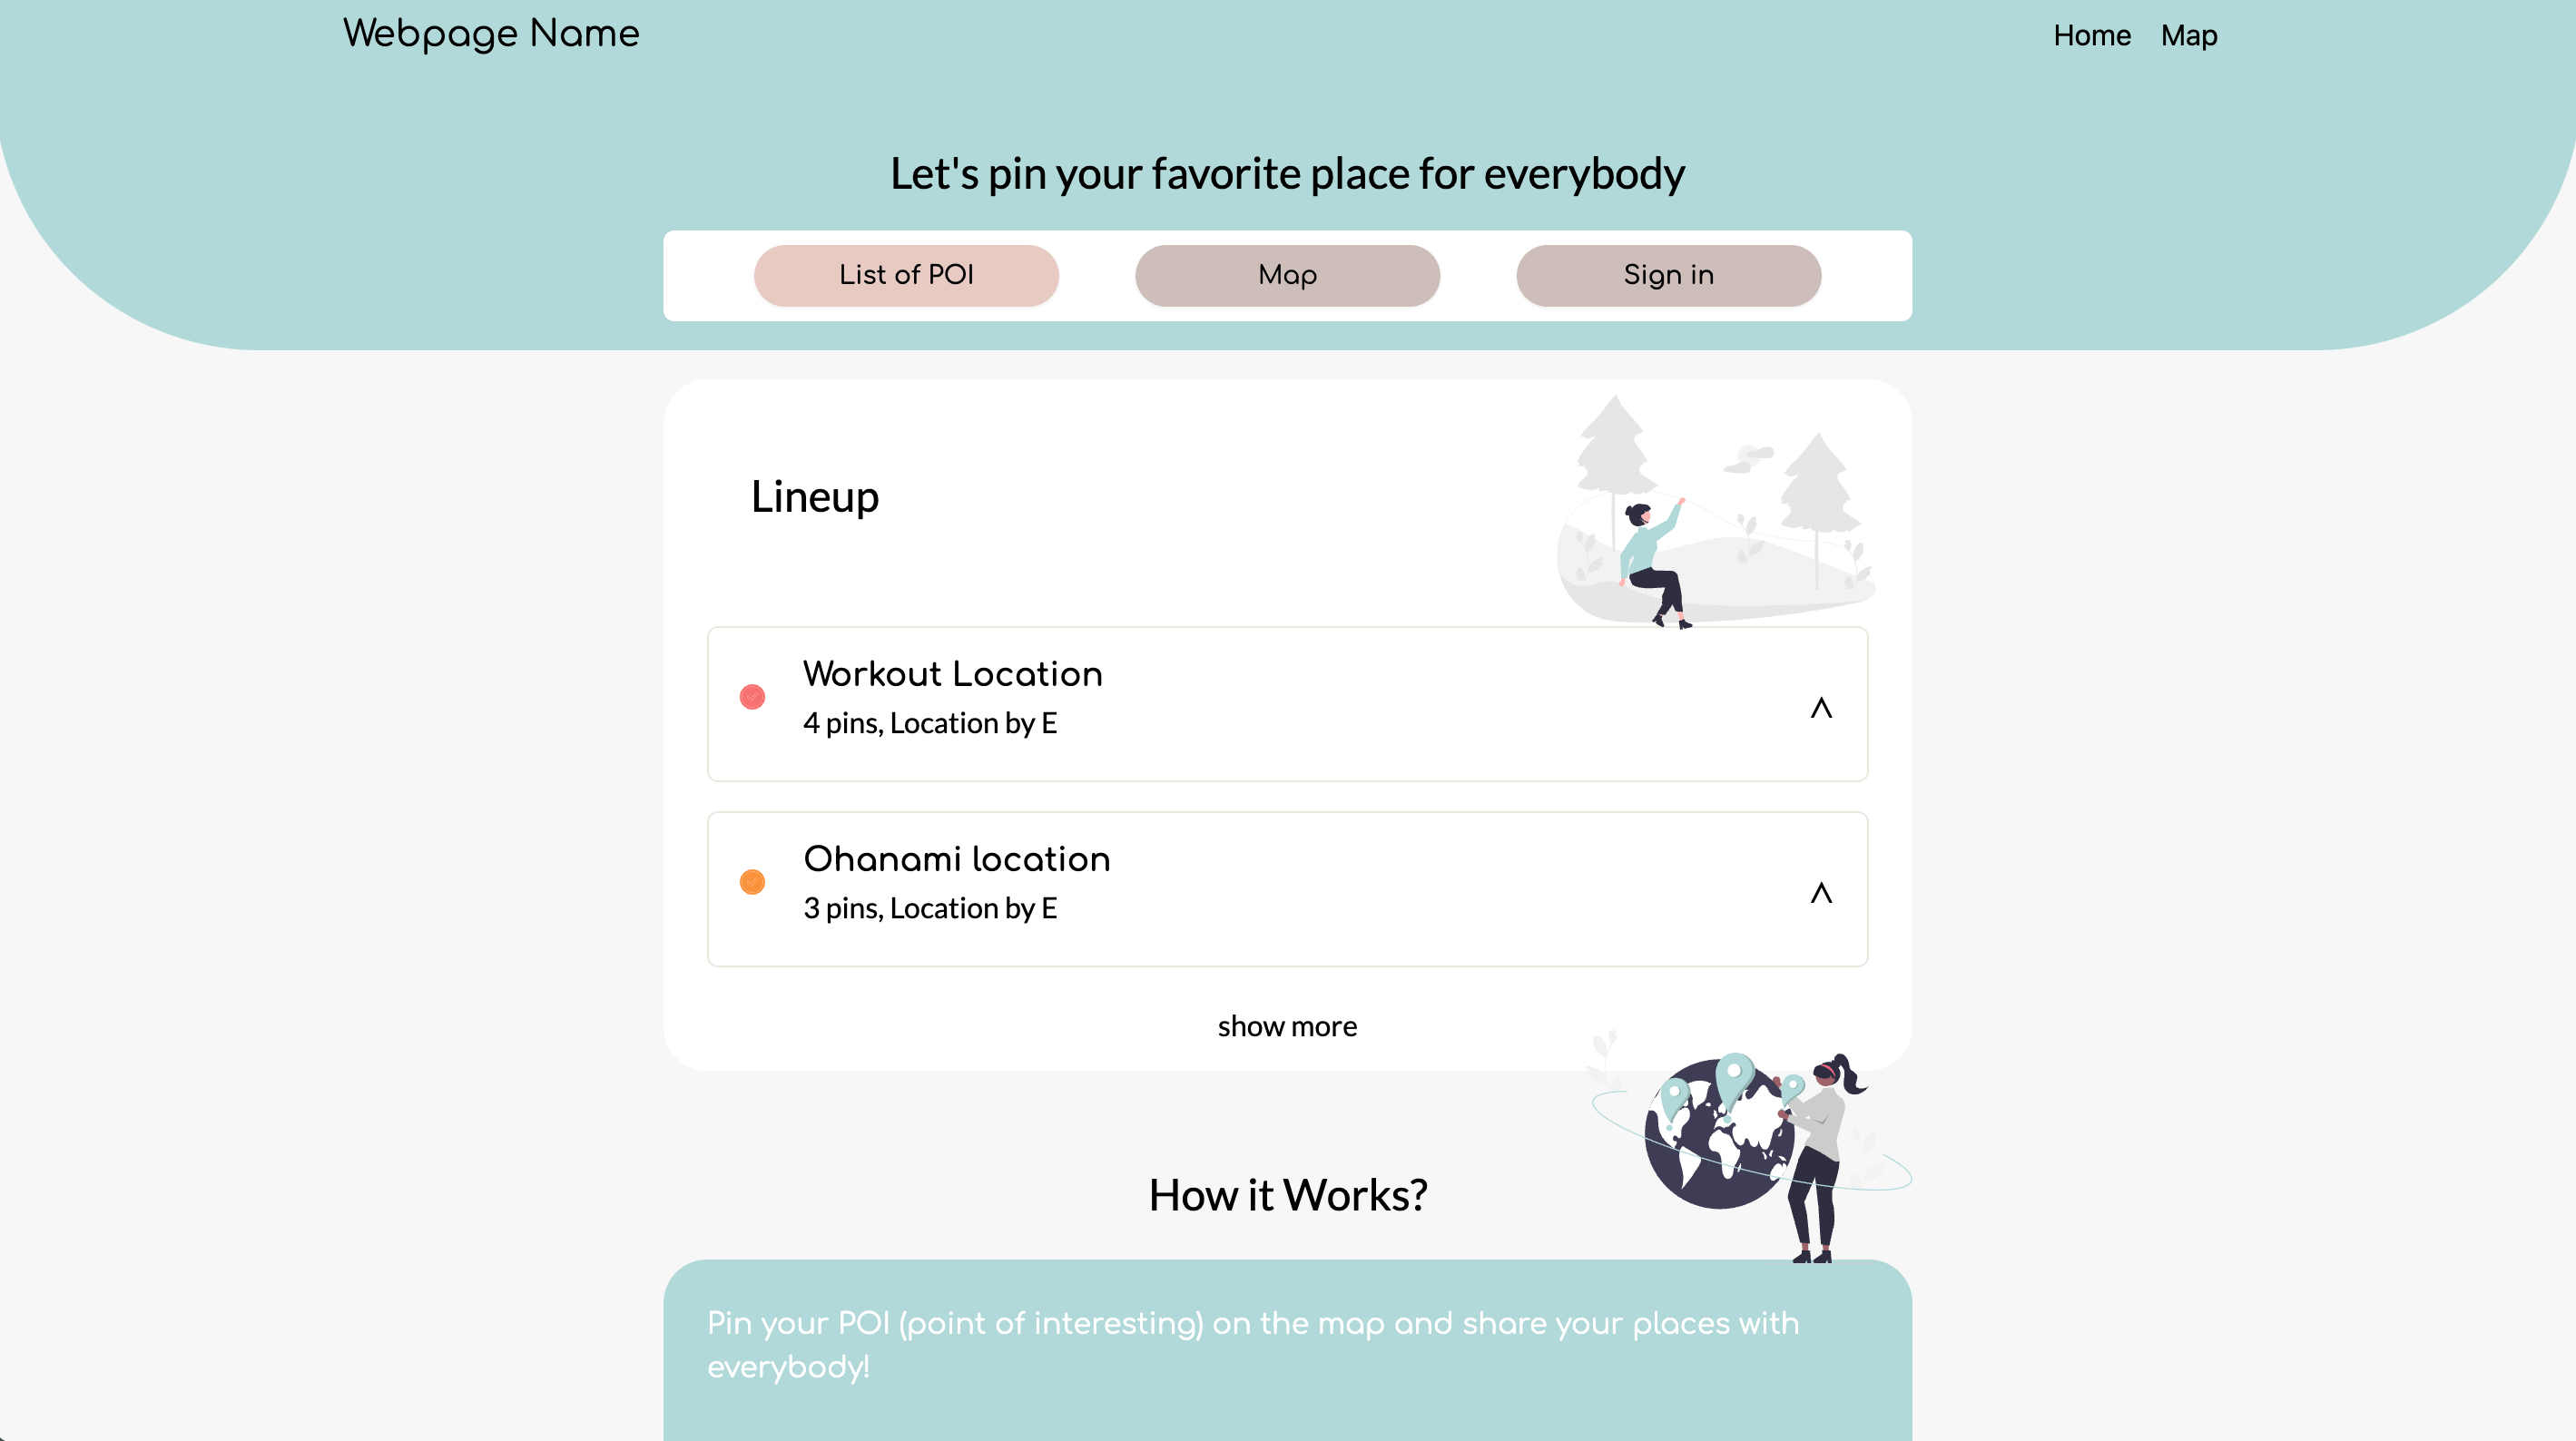 Webpage Name
Home Map
Let's pin your favorite place for everybody
List of POI
Map
Sign in
Lineup
Workout Location
4 pins, Location by E
Ohanami location
3 pins, Location by E
show more
How it Works?
Pin your POI (point of interesting) on the map and share your places with
everybody!